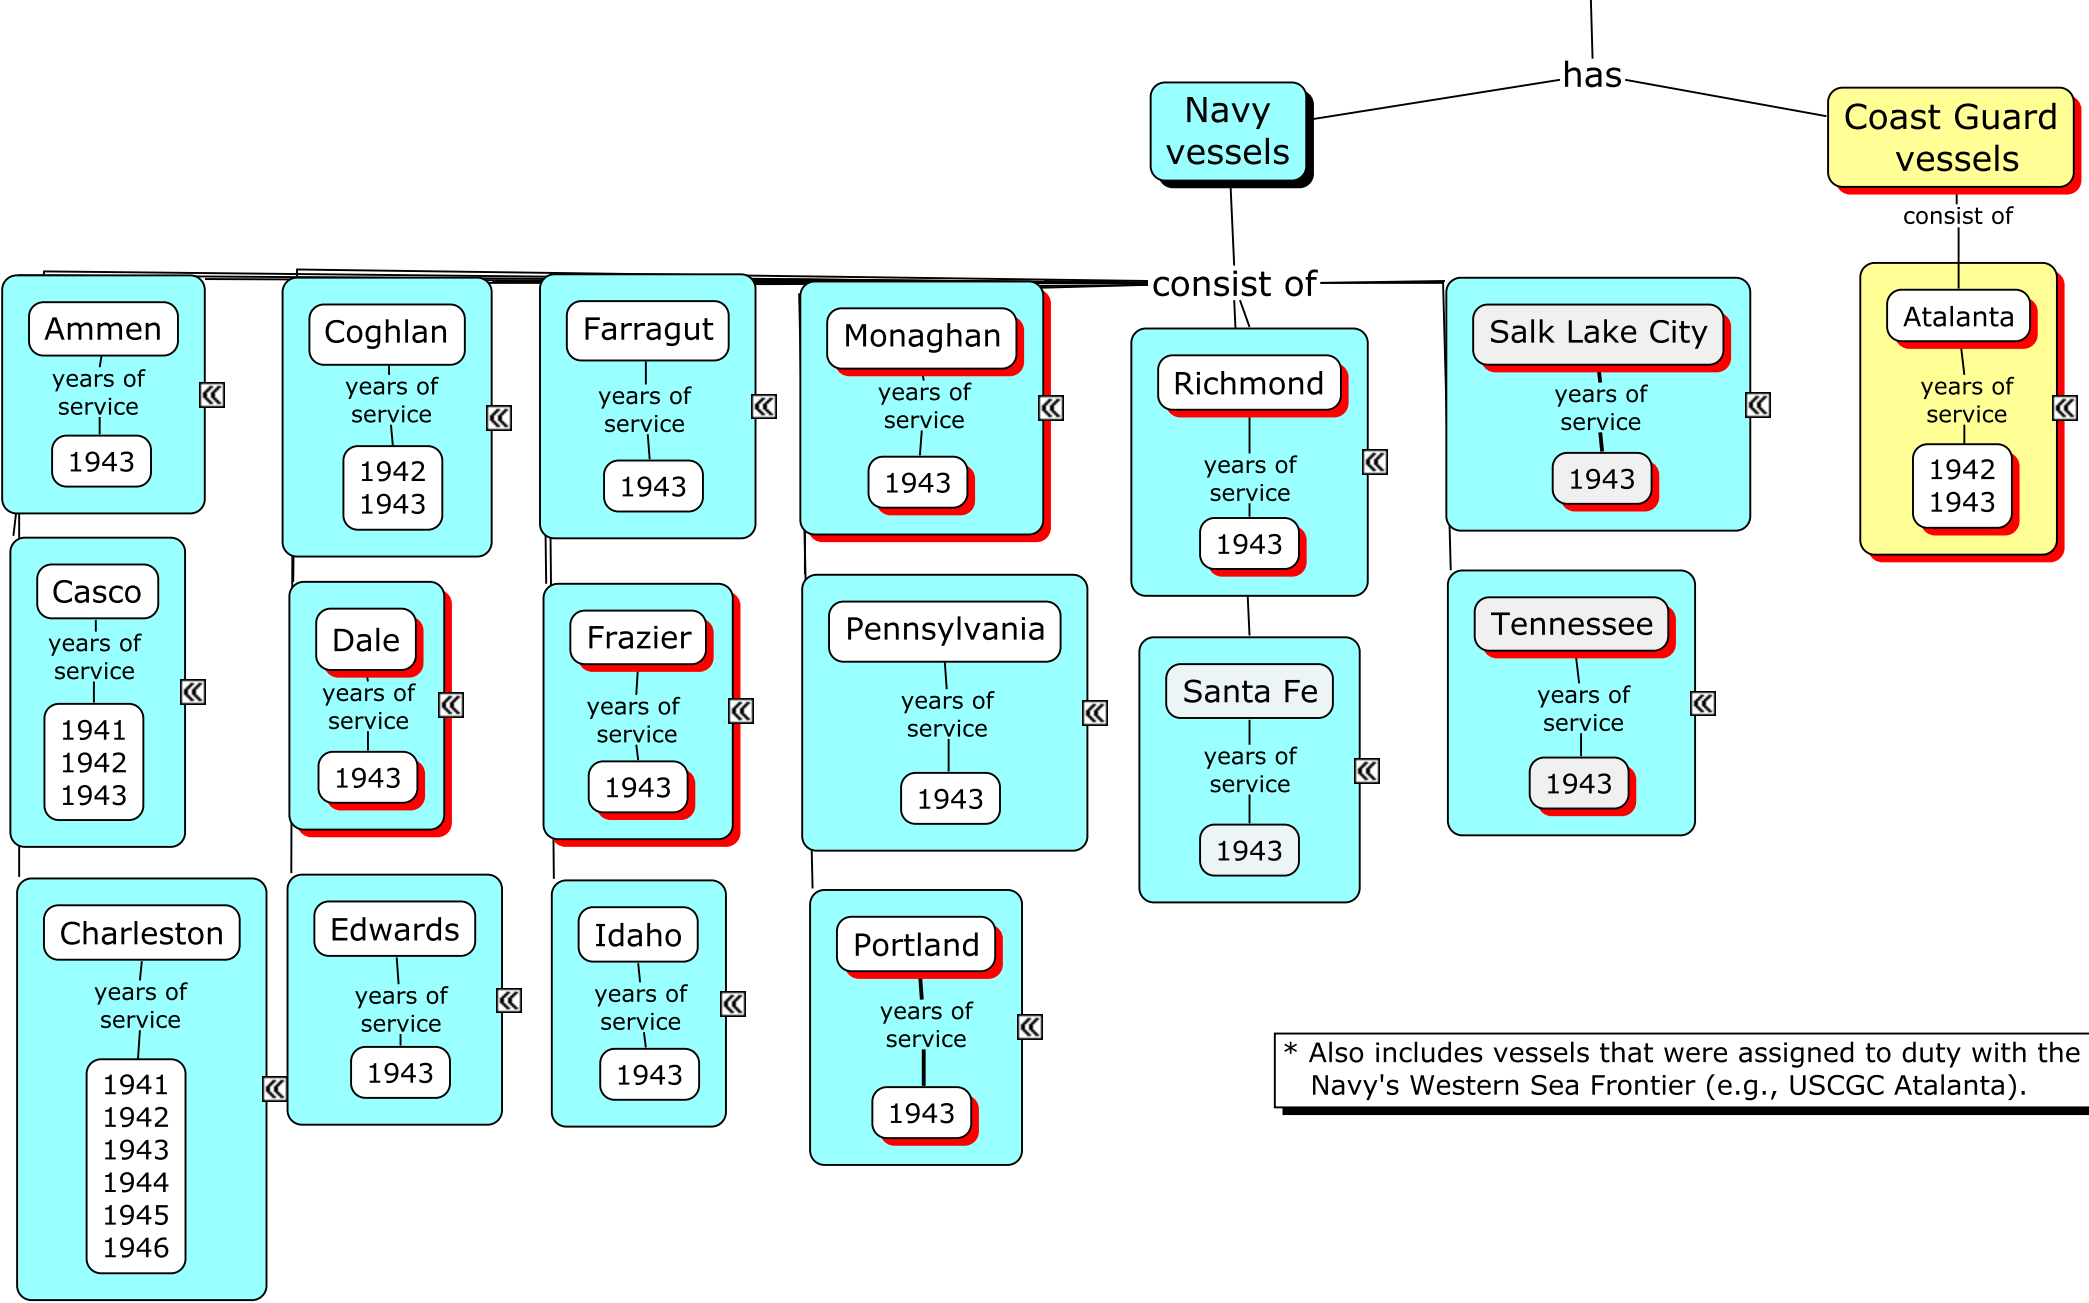 has
Navy
vessels
Coast Guard
vessels
consist of
consist of
Ammen
years of
service
1943
Casco
years of
service
1941
1942
1943
Charleston
years of
service
1941
1942
1943
1944
1945
1946
Coghlan
years of
service
1942
1943
Dale
years of
service
1943
Edwards
years of
service
1943
Farragut
years of
service
1943
Frazier
years of
service
1943
Idaho
years of
service
1943
Monaghan
years of
service
1943
Pennsylvania
years of
service
1943
Portland
years of
service
1943
Richmond
years of
service
1943
Santa Fe
years of
service
1943
Salk Lake City
years of
service
1943
Tennessee
years of
service
1943
Atalanta
years of
service
1942
1943
* Also includes vessels that were assigned to duty with the
Navy's Western Sea Frontier (e.g., USCGC Atalanta).